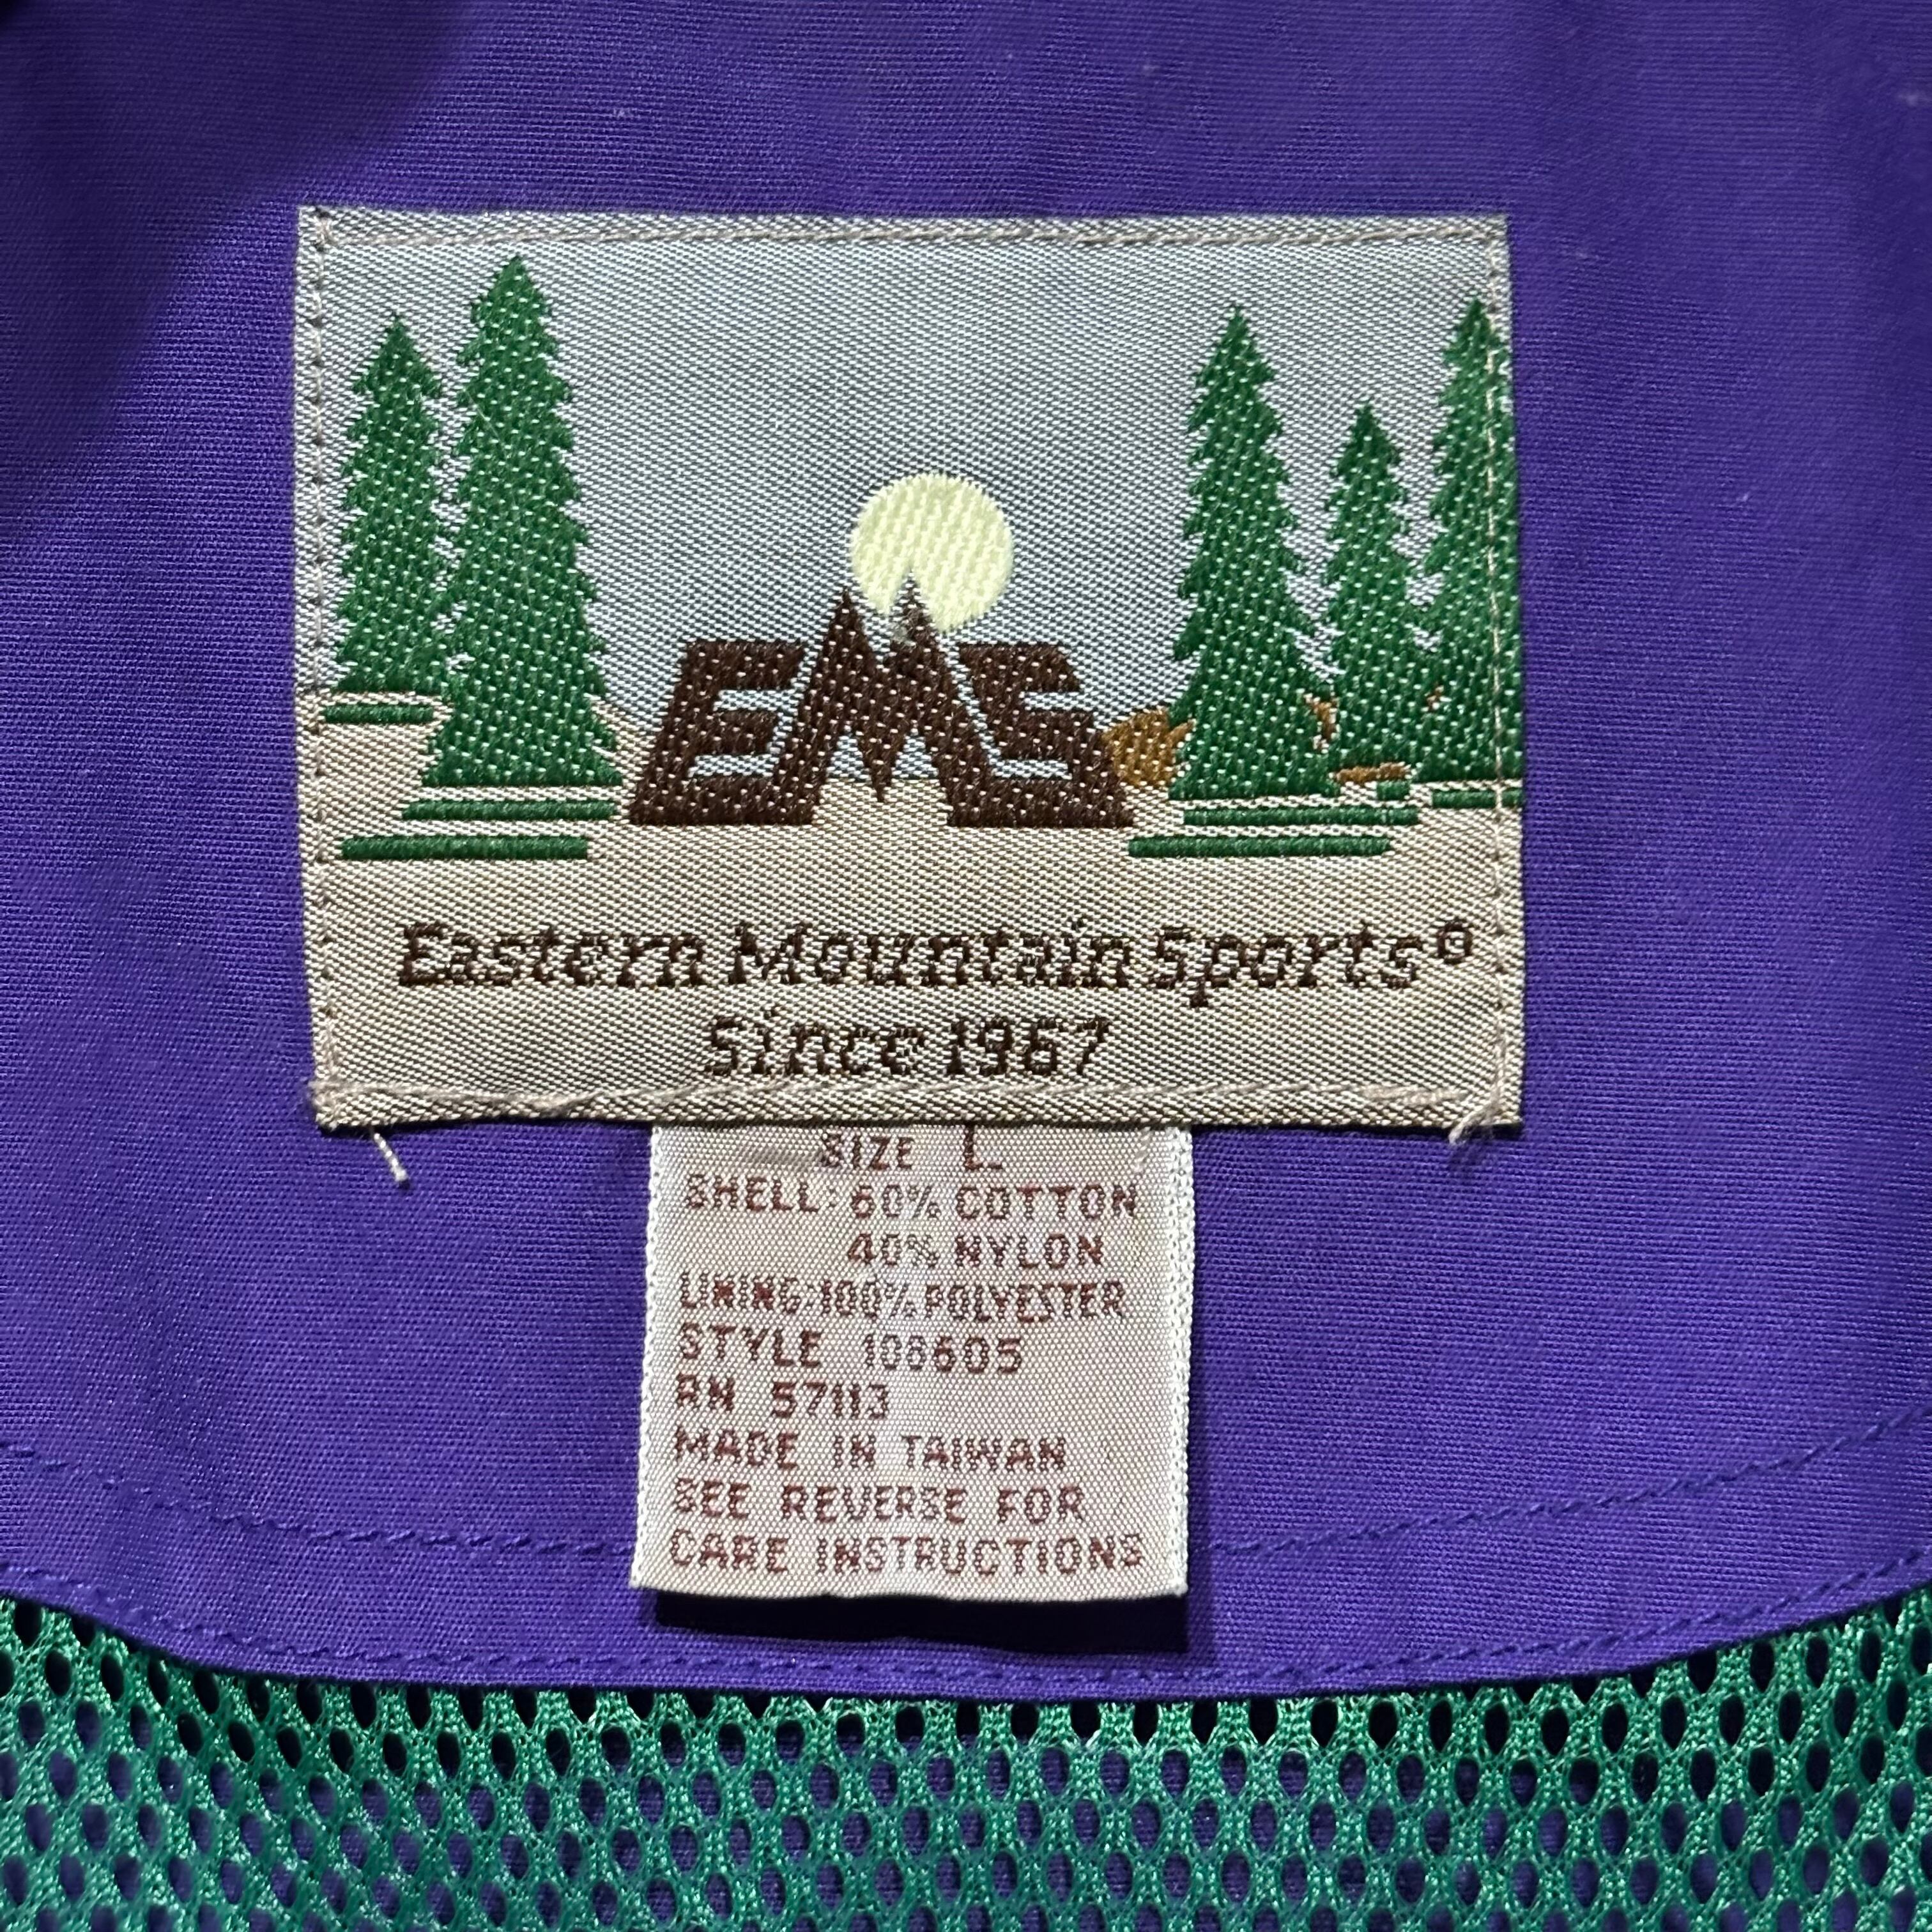 EMS
Eastern Mountain Sports©
Since 1967
SIZE L
SHELL: 60% COTTON
40% NYLON
LINING: 100% POLYESTER
STYLE 108605
RN 57113
MADE IN TAIWAN
SEE REVERSE FOR
CARE INSTRUCTIONS